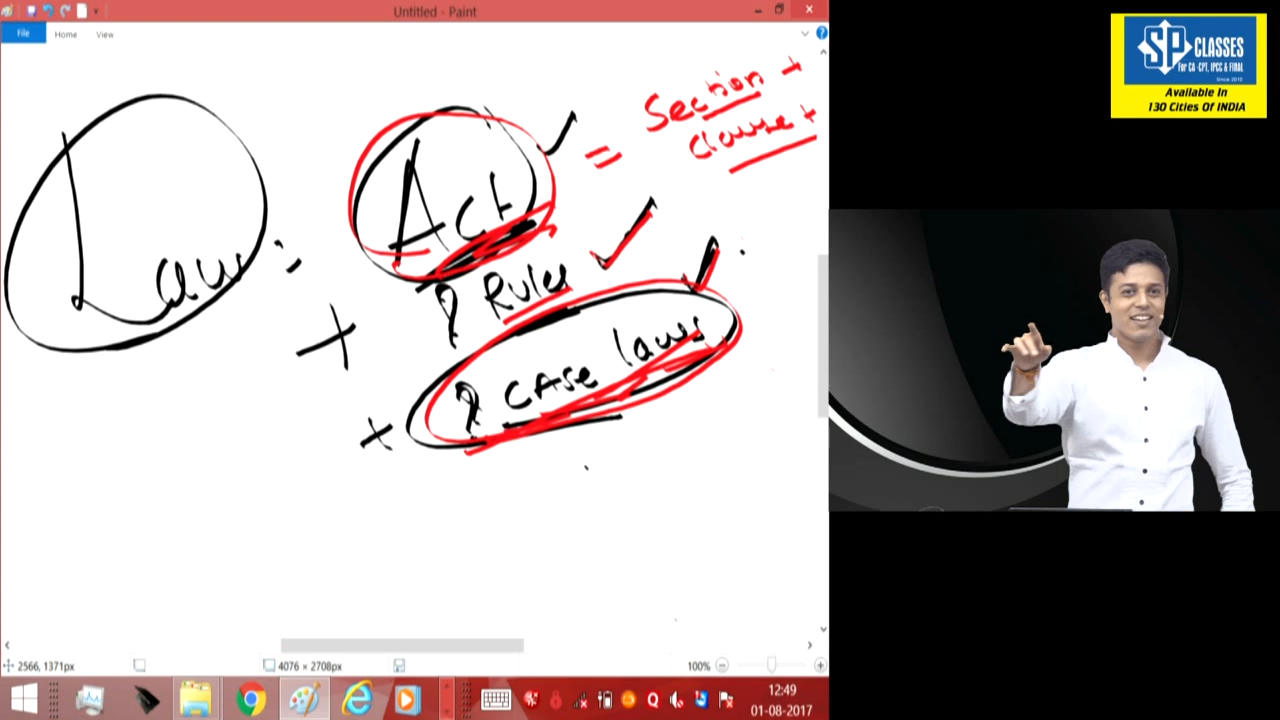 Untitled - Paint
File Home View
SP CLASSES
For CA -CPT, IPCC & FINAL
Since 2010
Available In
130 Cities Of INDIA
Section +
clause +
Law : Act =
+ & Rules
+ & CASE laws
2566, 1371px 4076 × 2708px 100%
12:49
01-08-2017